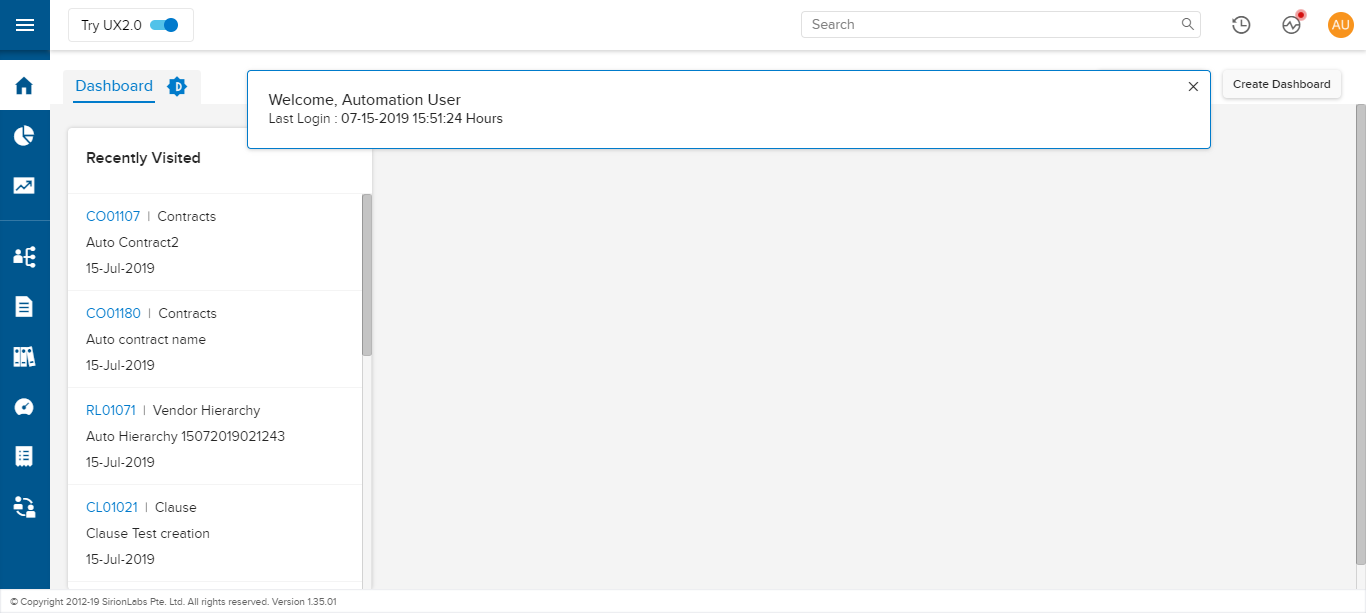 Try UX2.0
Search
AU
Dashboard
D
Welcome, Automation User
Last Login : 07-15-2019 15:51:24 Hours
Create Dashboard
Recently Visited
CO01107 | Contracts
Auto Contract2
15-Jul-2019
CO01180 | Contracts
Auto contract name
15-Jul-2019
RL01071 | Vendor Hierarchy
Auto Hierarchy 15072019021243
15-Jul-2019
CL01021 | Clause
Clause Test creation
15-Jul-2019
© Copyright 2012-19 SirionLabs Pte. Ltd. All rights reserved. Version 1.35.01